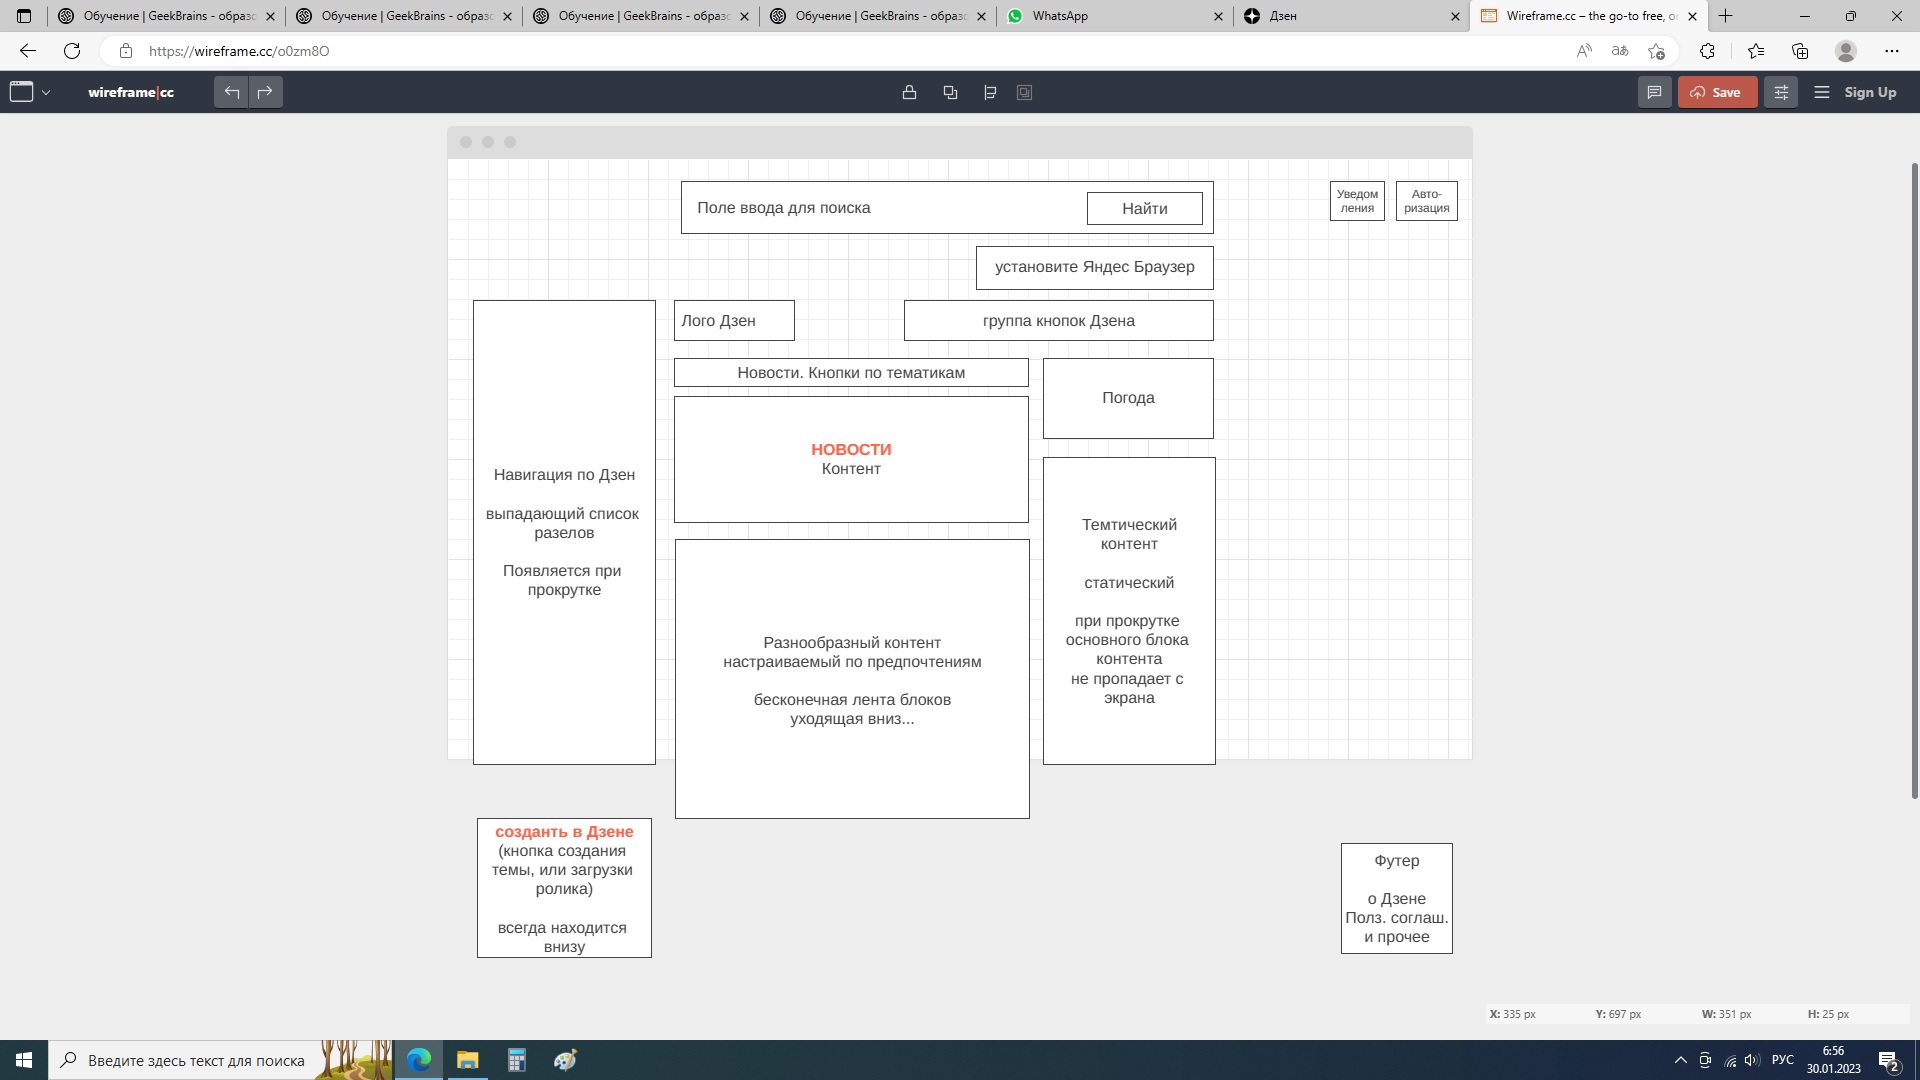 Обучение | GeekBrains - образо
Обучение | GeekBrains - образо
Обучение | GeekBrains - образо
Обучение | GeekBrains - образо
WhatsApp
Дзен
Wireframe.cc – the go-to free, o
https://wireframe.cc/o0zm8O
wireframe|cc
Save
Sign Up
Поле ввода для поиска
Найти
Уведом
ления
Авто-
ризация
установите Яндес Браузер
Лого Дзен
группа кнопок Дзена
Новости. Кнопки по тематикам
Погода
НОВОСТИ
Контент
Навигация по Дзен
выпадающий список
разелов
Появляется при
прокрутке
Темтический
контент
статический
при прокрутке
основного блока
контента
не пропадает с
экрана
Разнообразный контент
настраиваемый по предпочтениям
бесконечная лента блоков
уходящая вниз...
созданть в Дзене
(кнопка создания
темы, или загрузки
ролика)
всегда находится
внизу
Футер
о Дзене
Полз. соглаш.
и прочее
X: 335 px
Y: 697 px
W: 351 px
H: 25 px
Введите здесь текст для поиска
РУС
6:56
30.01.2023
2